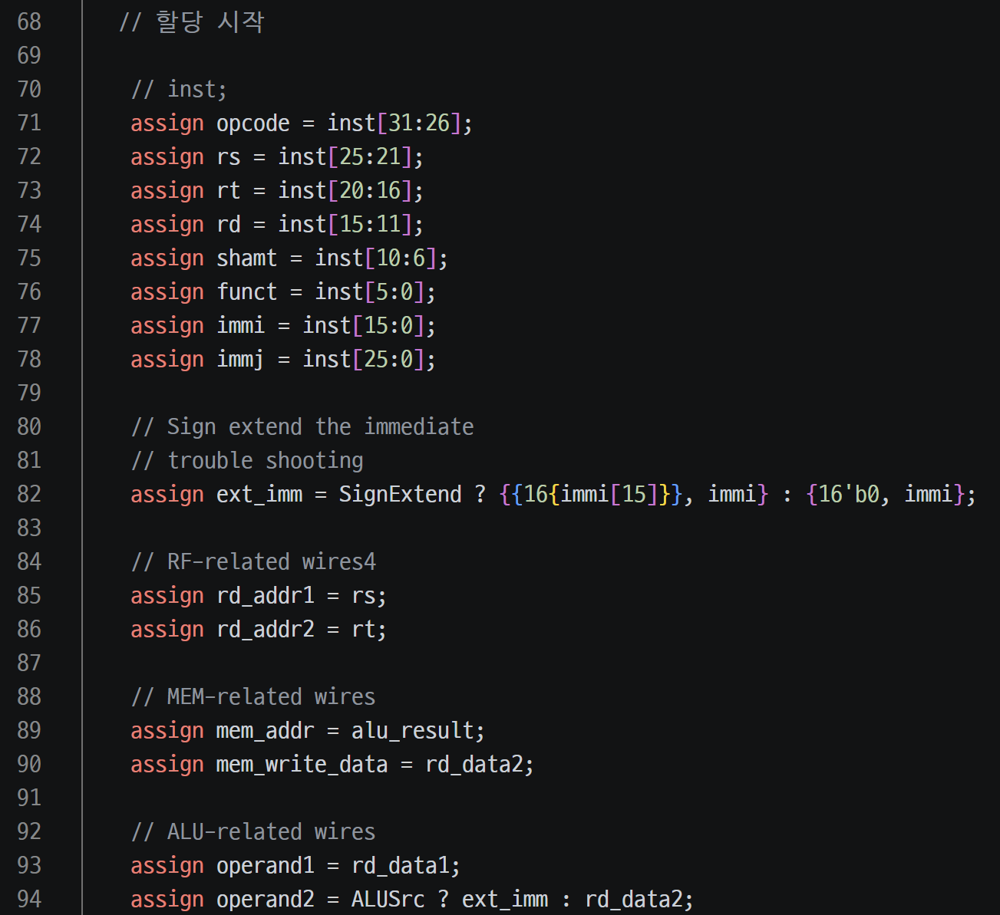 68 // 할당 시작
69
70 // inst;
71 assign opcode = inst[31:26];
72 assign rs = inst[25:21];
73 assign rt = inst[20:16];
74 assign rd = inst[15:11];
75 assign shamt = inst[10:6];
76 assign funct = inst[5:0];
77 assign immi = inst[15:0];
78 assign immj = inst[25:0];
79
80 // Sign extend the immediate
81 // trouble shooting
82 assign ext_imm = SignExtend ? {{16{immi[15]}}, immi} : {16'b0, immi};
83
84 // RF-related wires4
85 assign rd_addr1 = rs;
86 assign rd_addr2 = rt;
87
88 // MEM-related wires
89 assign mem_addr = alu_result;
90 assign mem_write_data = rd_data2;
91
92 // ALU-related wires
93 assign operand1 = rd_data1;
94 assign operand2 = ALUSrc ? ext_imm : rd_data2;